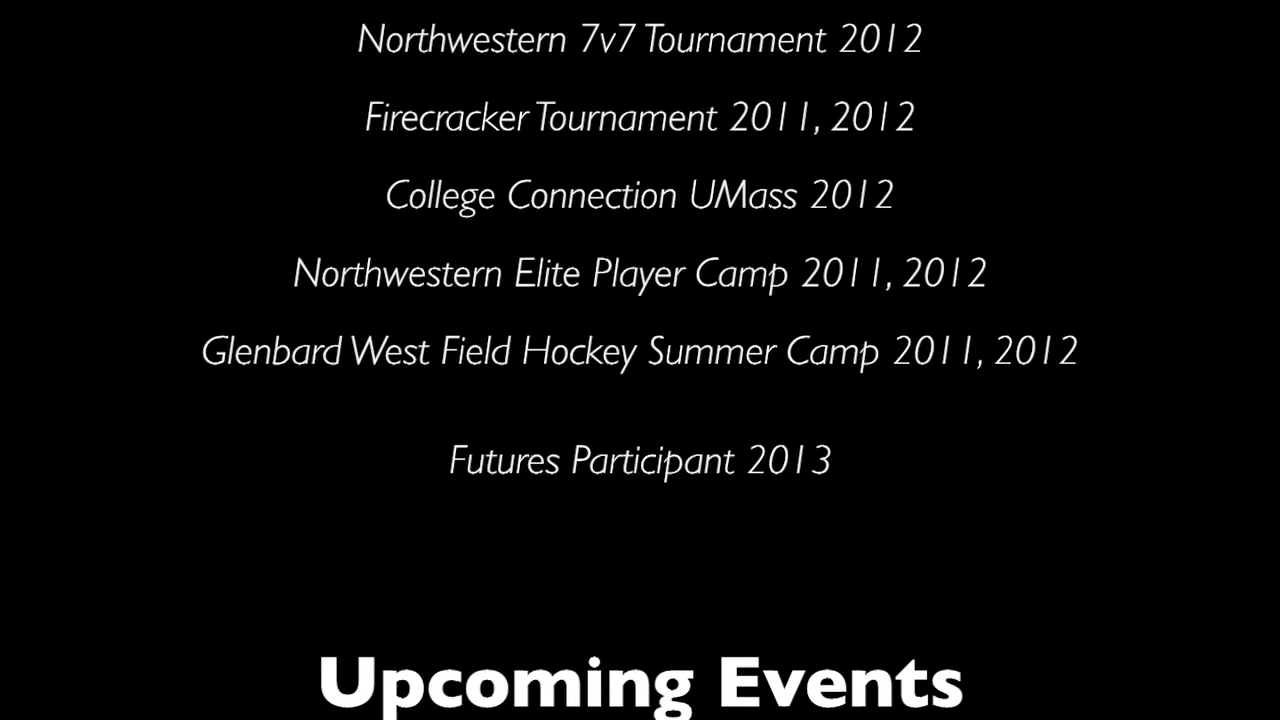 Northwestern 7v7 Tournament 2012
Firecracker Tournament 2011, 2012
College Connection UMass 2012
Northwestern Elite Player Camp 2011, 2012
Glenbard West Field Hockey Summer Camp 2011, 2012
Futures Participant 2013
Upcoming Events